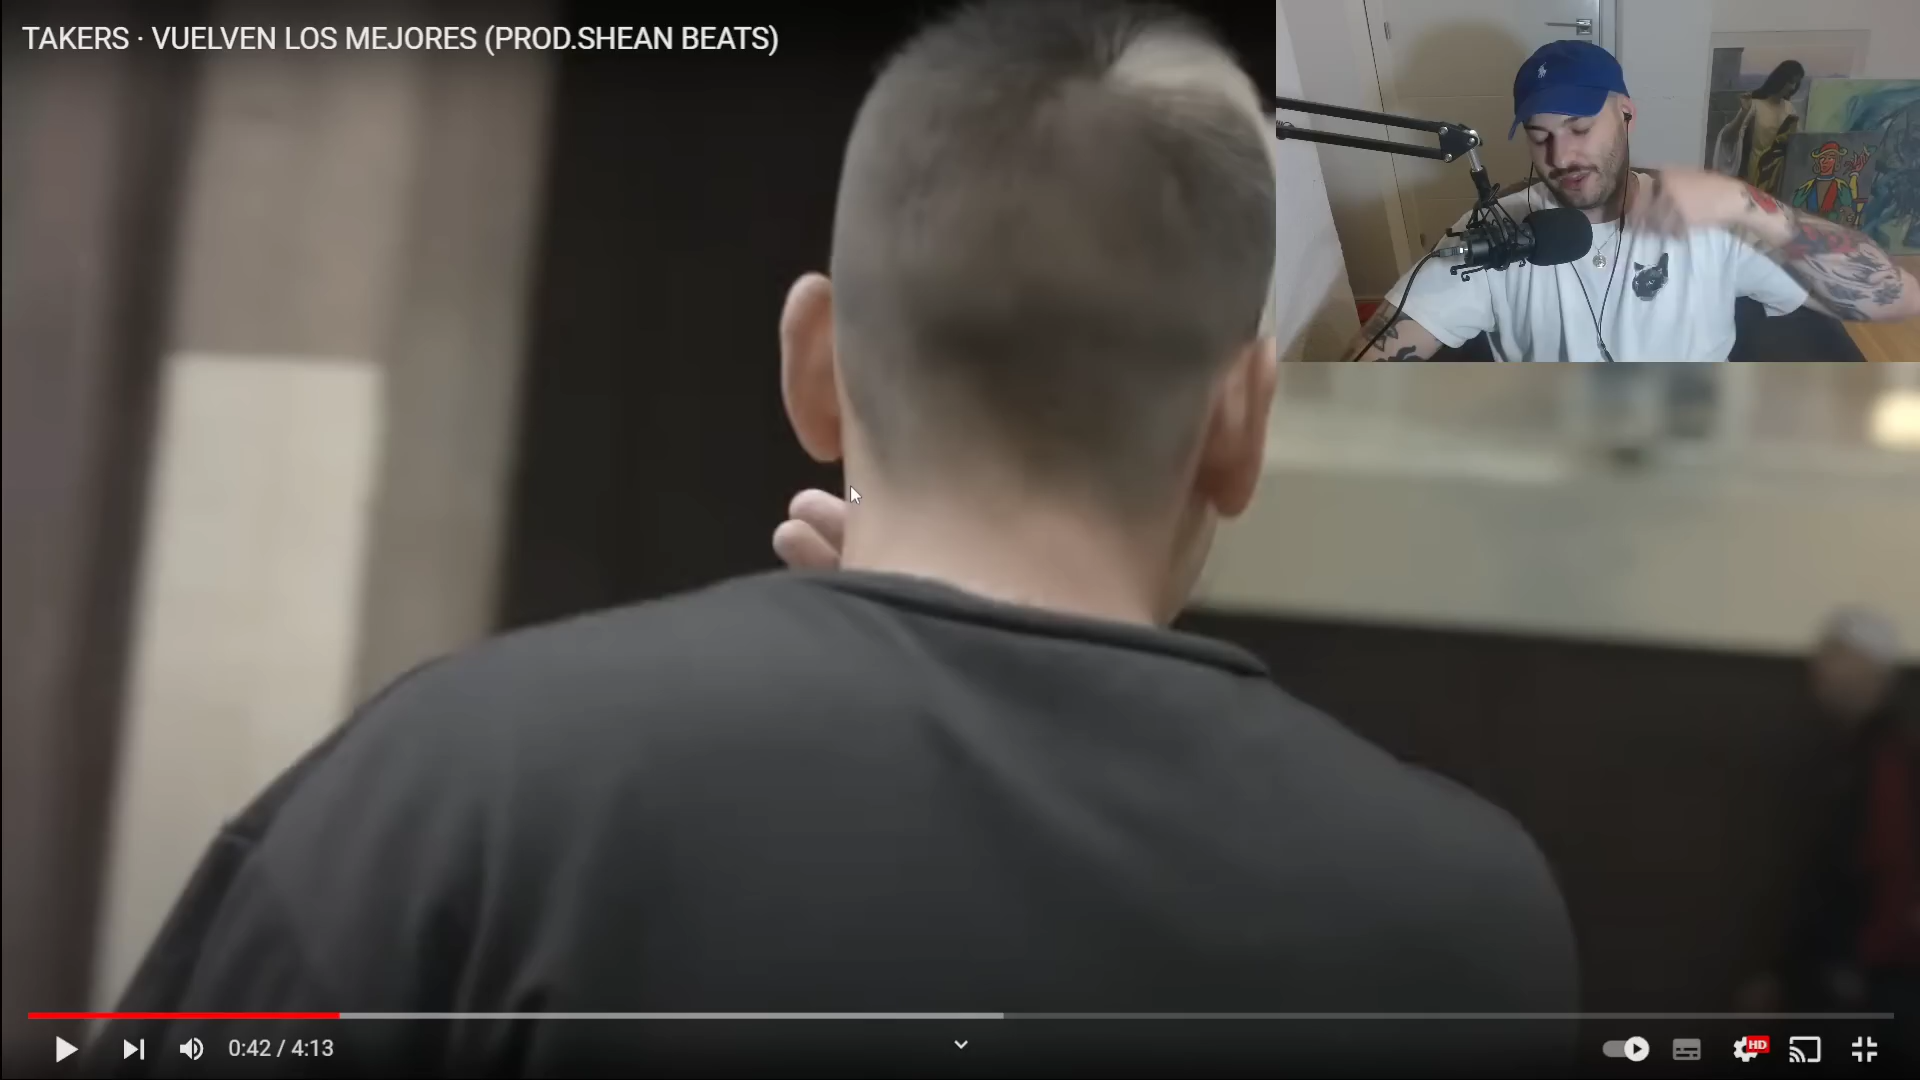 TAKERS · VUELVEN LOS MEJORES (PROD.SHEAN BEATS)
0:42 / 4:13
HD